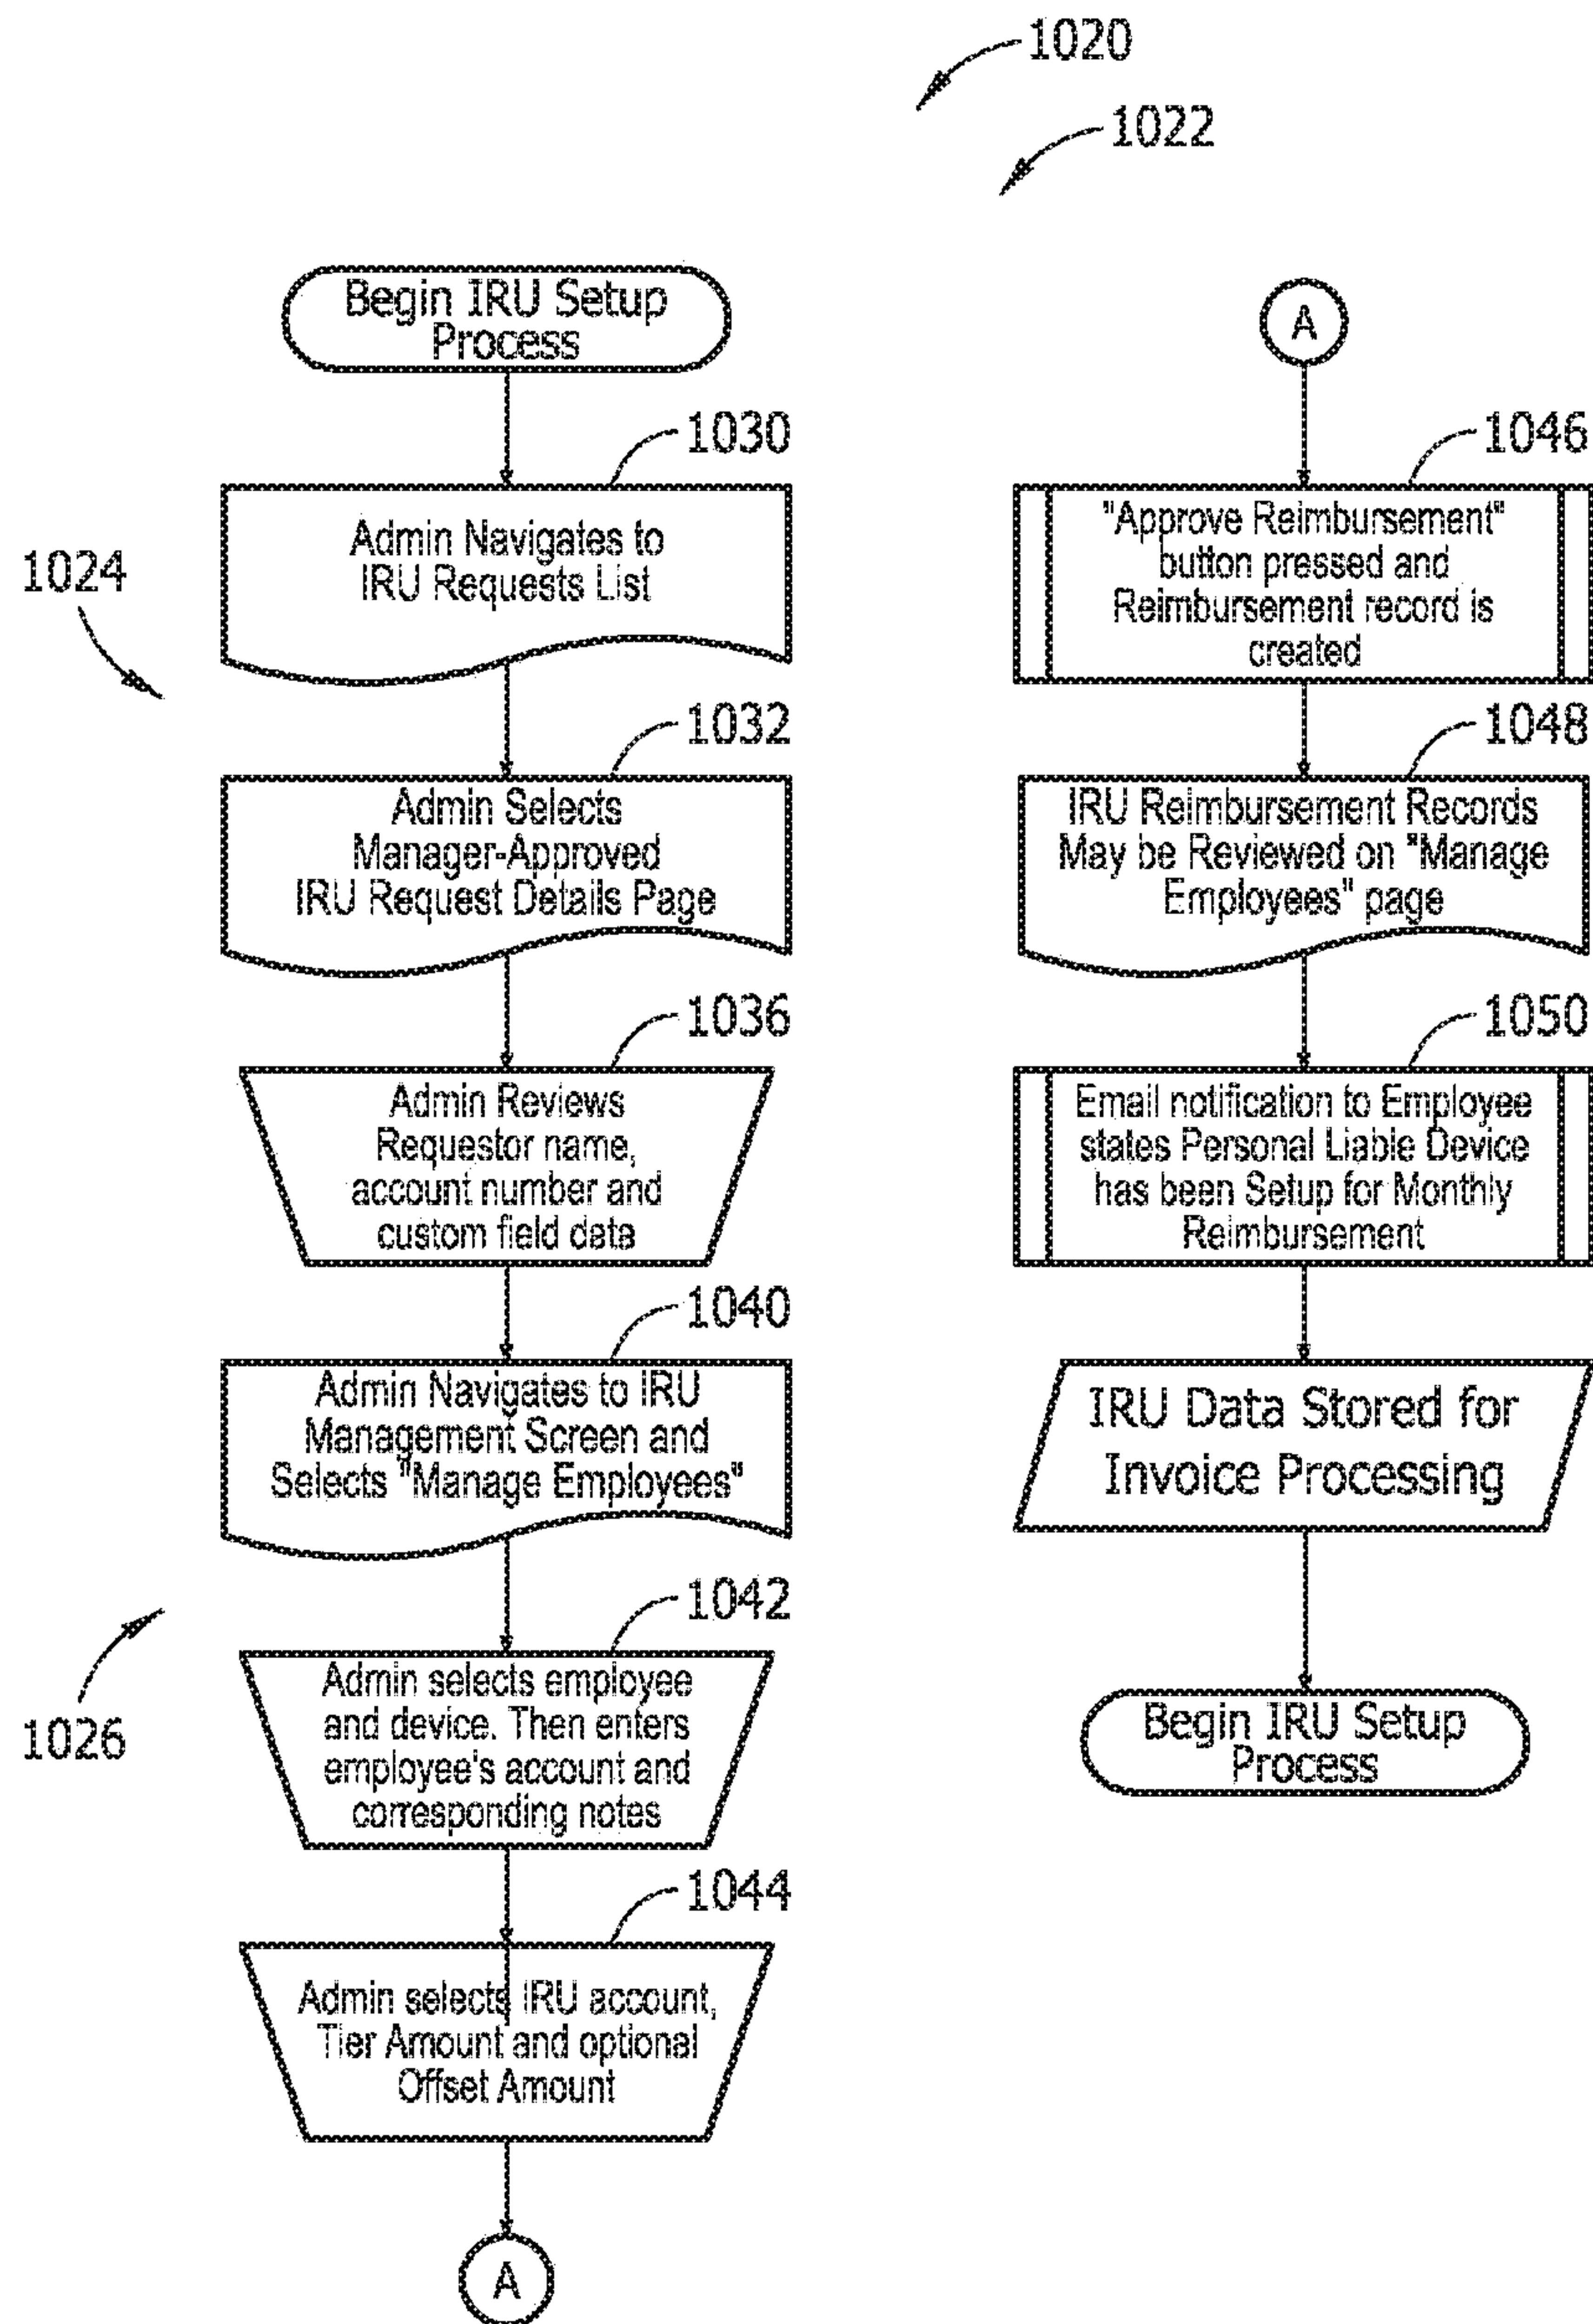 1020
1022
Begin IRU Setup
Process
1030
Admin Navigates to
IRU Requests List
1024
1032
Admin Selects
Manager-Approved
IRU Request Details Page
1036
Admin Reviews
Requestor name,
account number and
custom field data
1040
Admin Navigates to IRU
Management Screen and
Selects "Manage Employees"
1042
Admin selects employee
and device. Then enters
employee's account and
corresponding notes
1026
1044
Admin selects IRU account,
Tier Amount and optional
Offset Amount
A
A
1046
"Approve Reimbursement"
button pressed and
Reimbursement record is
created
1048
IRU Reimbursement Records
May be Reviewed on "Manage
Employees" page
1050
Email notification to Employee
states Personal Liable Device
has been Setup for Monthly
Reimbursement
IRU Data Stored for
Invoice Processing
Begin IRU Setup
Process